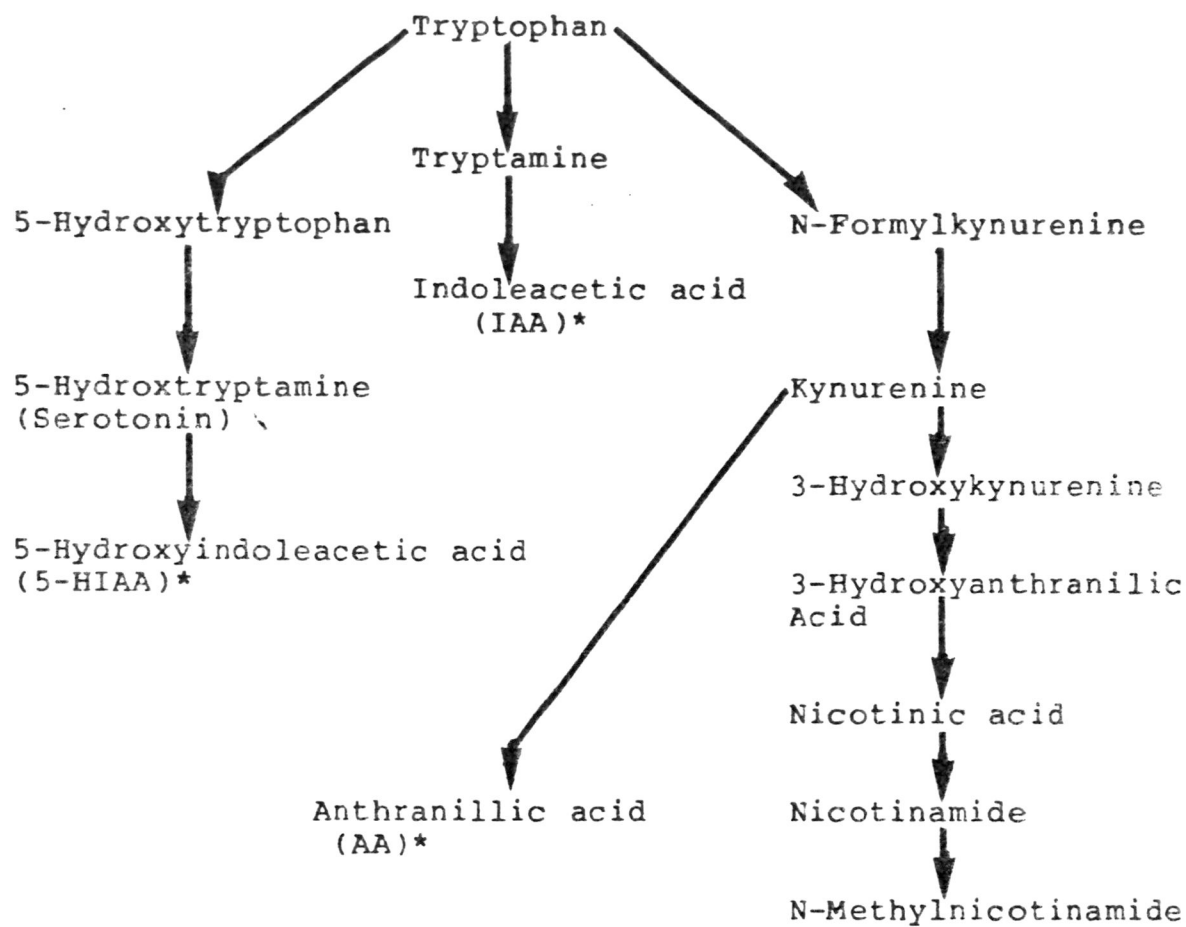 Tryptophan
Tryptamine
5-Hydroxytryptophan
N-Formylkynurenine
Indoleacetic acid
(IAA)*
5-Hydroxtryptamine
(Serotonin)
Kynurenine
3-Hydroxykynurenine
5-Hydroxyindoleacetic acid
(5-HIAA)*
3-Hydroxyanthranilic
Acid
Nicotinic acid
Anthranillic acid
(AA)*
Nicotinamide
N-Methylnicotinamide